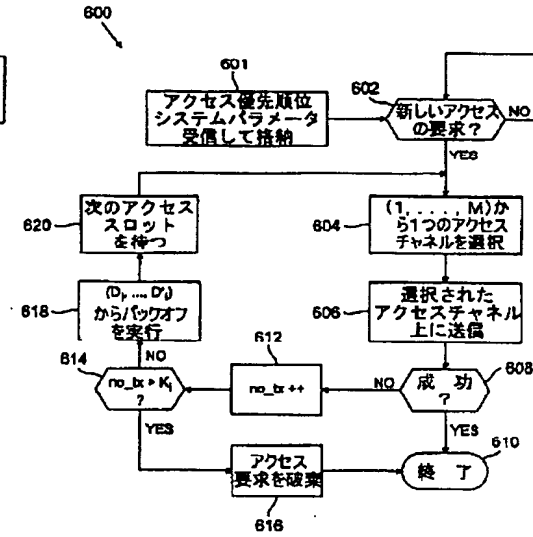 600
601
アクセス優先順位
システムパラメータ
受信して格納
602
新しいアクセス
の要求？
NO
YES
620
次のアクセス
スロット
を待つ
604
(1, . . . , M)か
ら1つのアクセス
チャネルを選択
618
からバックオフ
を実行
606
選択された
アクセスチャネル
上に送信
614
NO
no_tx > Ki
?
YES
612
no_tx ++
NO
608
成 功
?
YES
616
アクセス
要求を破棄
610
終 了